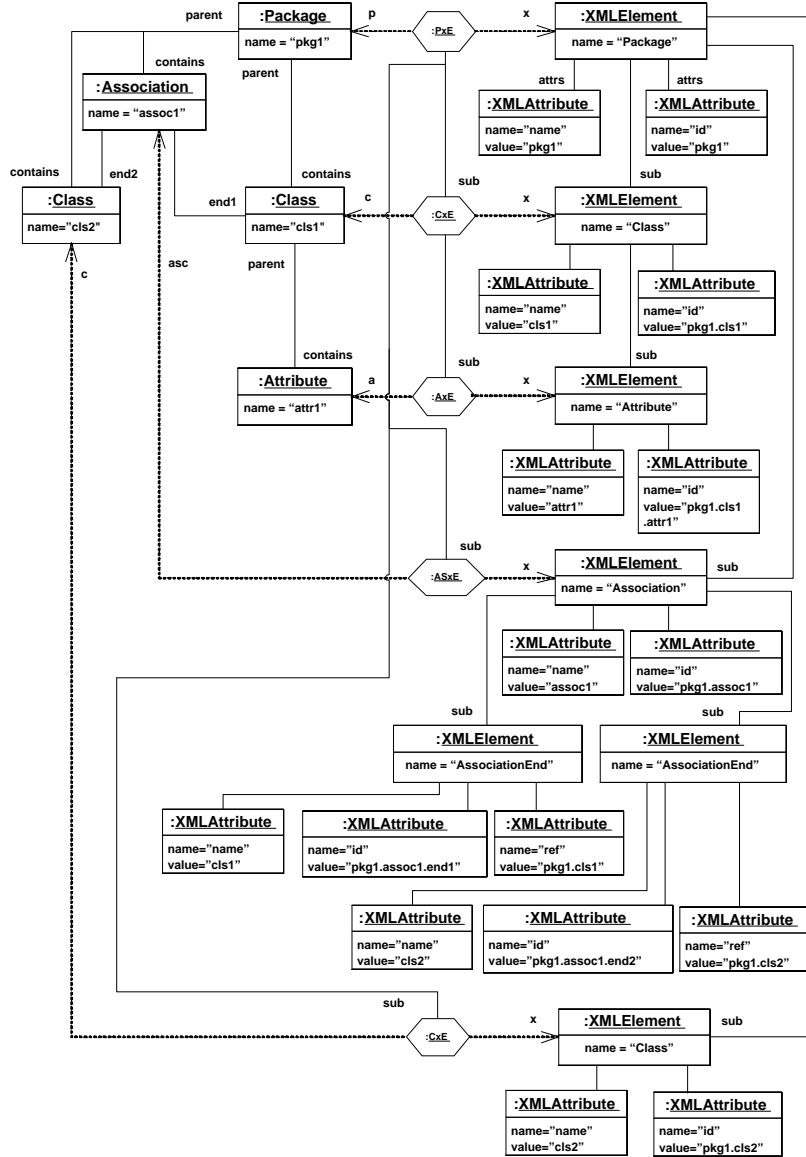 parent
:Package
name = “pkg1”
p
:PxE
x
:XMLElement
name = “Package”
contains
parent
attrs
attrs
:Association
name = “assoc1”
:XMLAttribute
name=”name”
value=”pkg1”
:XMLAttribute
name=”id”
value=”pkg1”
contains
end2
contains
sub
sub
:Class
name="cls2"
end1
:Class
name="cls1"
c
:CxE
x
:XMLElement
name = “Class”
c
asc
parent
:XMLAttribute
name=”name”
value=”cls1”
:XMLAttribute
name=”id”
value=”pkg1.cls1”
contains
sub
sub
:Attribute
name = “attr1”
a
:AxE
x
:XMLElement
name = “Attribute”
:XMLAttribute
name=”name”
value=”attr1”
:XMLAttribute
name=”id”
value=”pkg1.cls1
.attr1”
sub
:ASxE
x
:XMLElement
name = “Association”
sub
:XMLAttribute
name=”name”
value=”assoc1”
:XMLAttribute
name=”id”
value=”pkg1.assoc1”
sub
sub
:XMLElement
name = “AssociationEnd”
:XMLElement
name = “AssociationEnd”
:XMLAttribute
name=”name”
value=”cls1”
:XMLAttribute
name=”id”
value=”pkg1.assoc1.end1”
:XMLAttribute
name=”ref”
value=”pkg1.cls1”
:XMLAttribute
name=”name”
value=”cls2”
:XMLAttribute
name=”id”
value=”pkg1.assoc1.end2”
:XMLAttribute
name=”ref”
value=”pkg1.cls2”
sub
:CxE
x
:XMLElement
name = “Class”
sub
:XMLAttribute
name=”name”
value=”cls2”
:XMLAttribute
name=”id”
value=”pkg1.cls2”